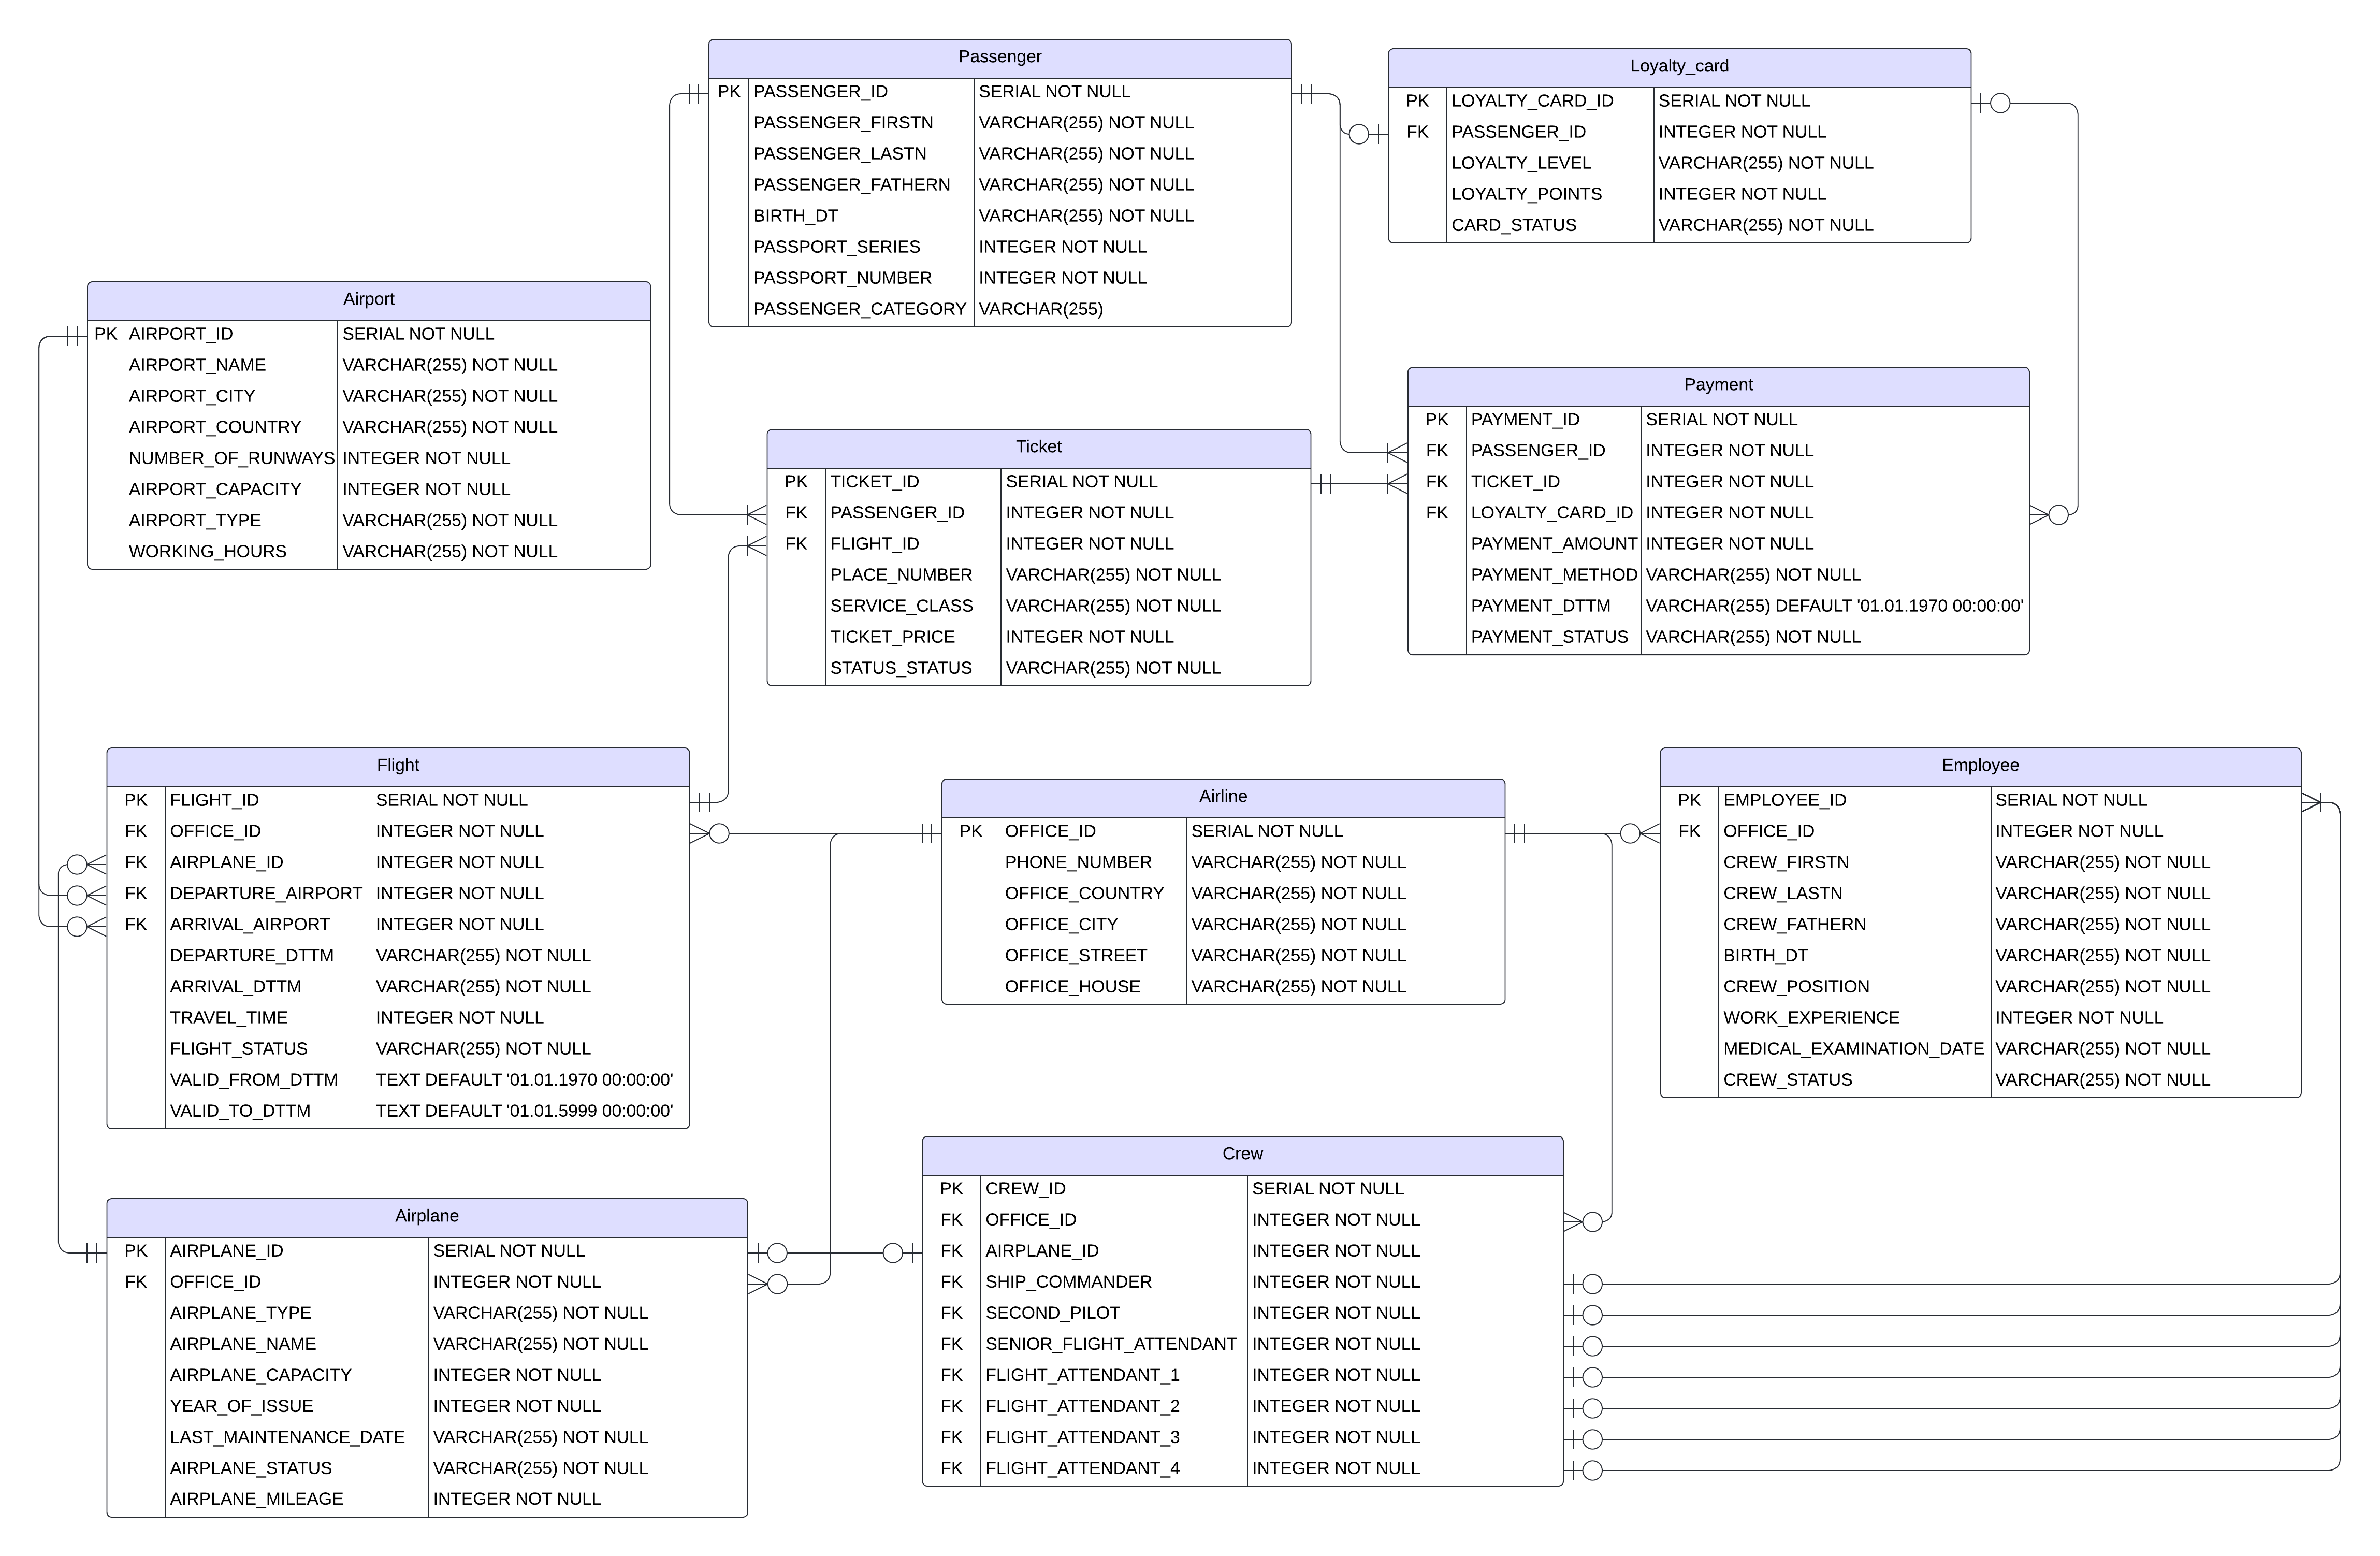 Passenger
PK PASSENGER_ID SERIAL NOT NULL
PASSENGER_FIRSTN VARCHAR(255) NOT NULL
PASSENGER_LASTN VARCHAR(255) NOT NULL
PASSENGER_FATHERN VARCHAR(255) NOT NULL
BIRTH_DT VARCHAR(255) NOT NULL
PASSPORT_SERIES INTEGER NOT NULL
PASSPORT_NUMBER INTEGER NOT NULL
PASSENGER_CATEGORY VARCHAR(255)
Loyalty_card
PK LOYALTY_CARD_ID SERIAL NOT NULL
FK PASSENGER_ID INTEGER NOT NULL
LOYALTY_LEVEL VARCHAR(255) NOT NULL
LOYALTY_POINTS INTEGER NOT NULL
CARD_STATUS VARCHAR(255) NOT NULL
Airport
PK AIRPORT_ID SERIAL NOT NULL
AIRPORT_NAME VARCHAR(255) NOT NULL
AIRPORT_CITY VARCHAR(255) NOT NULL
AIRPORT_COUNTRY VARCHAR(255) NOT NULL
NUMBER_OF_RUNWAYS INTEGER NOT NULL
AIRPORT_CAPACITY INTEGER NOT NULL
AIRPORT_TYPE VARCHAR(255) NOT NULL
WORKING_HOURS VARCHAR(255) NOT NULL
Ticket
PK TICKET_ID SERIAL NOT NULL
FK PASSENGER_ID INTEGER NOT NULL
FK FLIGHT_ID INTEGER NOT NULL
PLACE_NUMBER VARCHAR(255) NOT NULL
SERVICE_CLASS VARCHAR(255) NOT NULL
TICKET_PRICE INTEGER NOT NULL
STATUS_STATUS VARCHAR(255) NOT NULL
Payment
PK PAYMENT_ID SERIAL NOT NULL
FK PASSENGER_ID INTEGER NOT NULL
FK TICKET_ID INTEGER NOT NULL
FK LOYALTY_CARD_ID INTEGER NOT NULL
PAYMENT_AMOUNT INTEGER NOT NULL
PAYMENT_METHOD VARCHAR(255) NOT NULL
PAYMENT_DTTM VARCHAR(255) DEFAULT '01.01.1970 00:00:00'
PAYMENT_STATUS VARCHAR(255) NOT NULL
Flight
PK FLIGHT_ID SERIAL NOT NULL
FK OFFICE_ID INTEGER NOT NULL
FK AIRPLANE_ID INTEGER NOT NULL
FK DEPARTURE_AIRPORT INTEGER NOT NULL
FK ARRIVAL_AIRPORT INTEGER NOT NULL
DEPARTURE_DTTM VARCHAR(255) NOT NULL
ARRIVAL_DTTM VARCHAR(255) NOT NULL
TRAVEL_TIME INTEGER NOT NULL
FLIGHT_STATUS VARCHAR(255) NOT NULL
VALID_FROM_DTTM TEXT DEFAULT '01.01.1970 00:00:00'
VALID_TO_DTTM TEXT DEFAULT '01.01.5999 00:00:00'
Airline
PK OFFICE_ID SERIAL NOT NULL
PHONE_NUMBER VARCHAR(255) NOT NULL
OFFICE_COUNTRY VARCHAR(255) NOT NULL
OFFICE_CITY VARCHAR(255) NOT NULL
OFFICE_STREET VARCHAR(255) NOT NULL
OFFICE_HOUSE VARCHAR(255) NOT NULL
Employee
PK EMPLOYEE_ID SERIAL NOT NULL
FK OFFICE_ID INTEGER NOT NULL
CREW_FIRSTN VARCHAR(255) NOT NULL
CREW_LASTN VARCHAR(255) NOT NULL
CREW_FATHERN VARCHAR(255) NOT NULL
BIRTH_DT VARCHAR(255) NOT NULL
CREW_POSITION VARCHAR(255) NOT NULL
WORK_EXPERIENCE INTEGER NOT NULL
MEDICAL_EXAMINATION_DATE VARCHAR(255) NOT NULL
CREW_STATUS VARCHAR(255) NOT NULL
Airplane
PK AIRPLANE_ID SERIAL NOT NULL
FK OFFICE_ID INTEGER NOT NULL
AIRPLANE_TYPE VARCHAR(255) NOT NULL
AIRPLANE_NAME VARCHAR(255) NOT NULL
AIRPLANE_CAPACITY INTEGER NOT NULL
YEAR_OF_ISSUE INTEGER NOT NULL
LAST_MAINTENANCE_DATE VARCHAR(255) NOT NULL
AIRPLANE_STATUS VARCHAR(255) NOT NULL
AIRPLANE_MILEAGE INTEGER NOT NULL
Crew
PK CREW_ID SERIAL NOT NULL
FK OFFICE_ID INTEGER NOT NULL
FK AIRPLANE_ID INTEGER NOT NULL
FK SHIP_COMMANDER INTEGER NOT NULL
FK SECOND_PILOT INTEGER NOT NULL
FK SENIOR_FLIGHT_ATTENDANT INTEGER NOT NULL
FK FLIGHT_ATTENDANT_1 INTEGER NOT NULL
FK FLIGHT_ATTENDANT_2 INTEGER NOT NULL
FK FLIGHT_ATTENDANT_3 INTEGER NOT NULL
FK FLIGHT_ATTENDANT_4 INTEGER NOT NULL